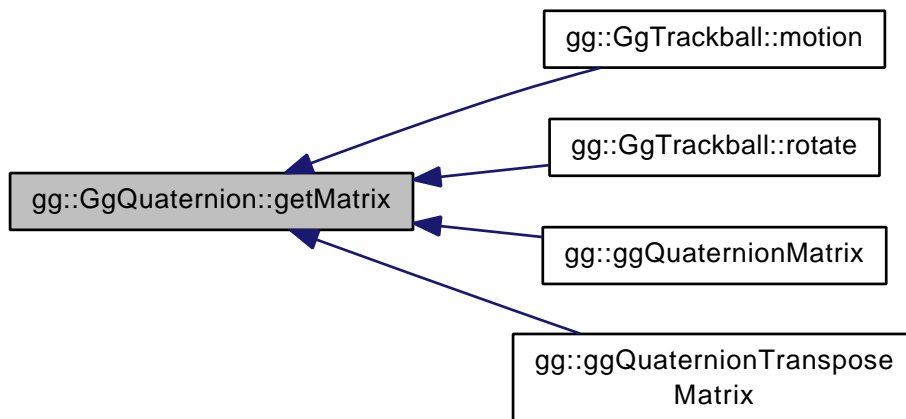 gg::GgTrackball::motion
gg::GgTrackball::rotate
gg::GgQuaternion::getMatrix
gg::ggQuaternionMatrix
gg::ggQuaternionTranspose
Matrix